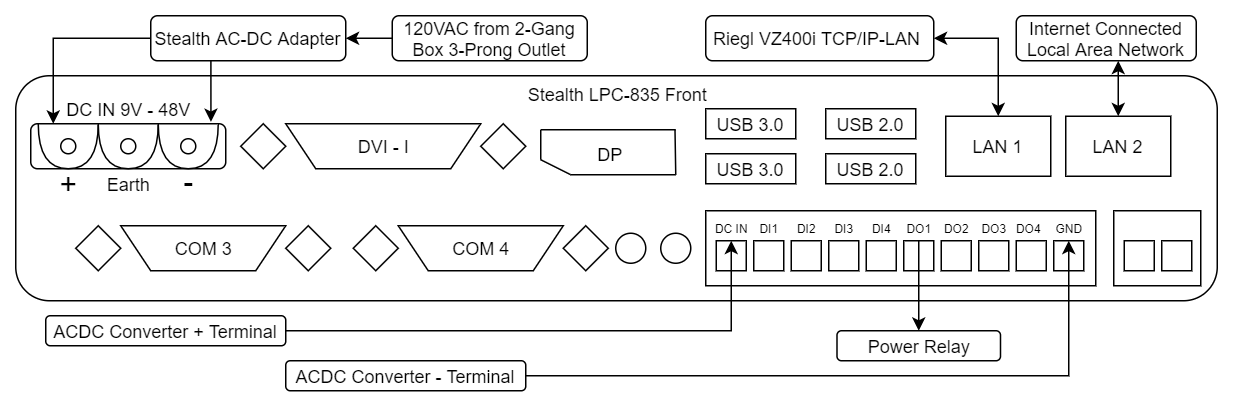 Stealth AC-DC Adapter
120VAC from 2-Gang
Box 3-Prong Outlet
Riegl VZ400i TCP/IP-LAN
Internet Connected
Local Area Network
Stealth LPC-835 Front
DC IN 9V - 48V
+ Earth -
DVI - I
DP
USB 3.0
USB 2.0
USB 3.0
USB 2.0
LAN 1
LAN 2
COM 3
COM 4
DC IN DI1 DI2 DI3 DI4 DO1 DO2 DO3 DO4 GND
ACDC Converter + Terminal
Power Relay
ACDC Converter - Terminal